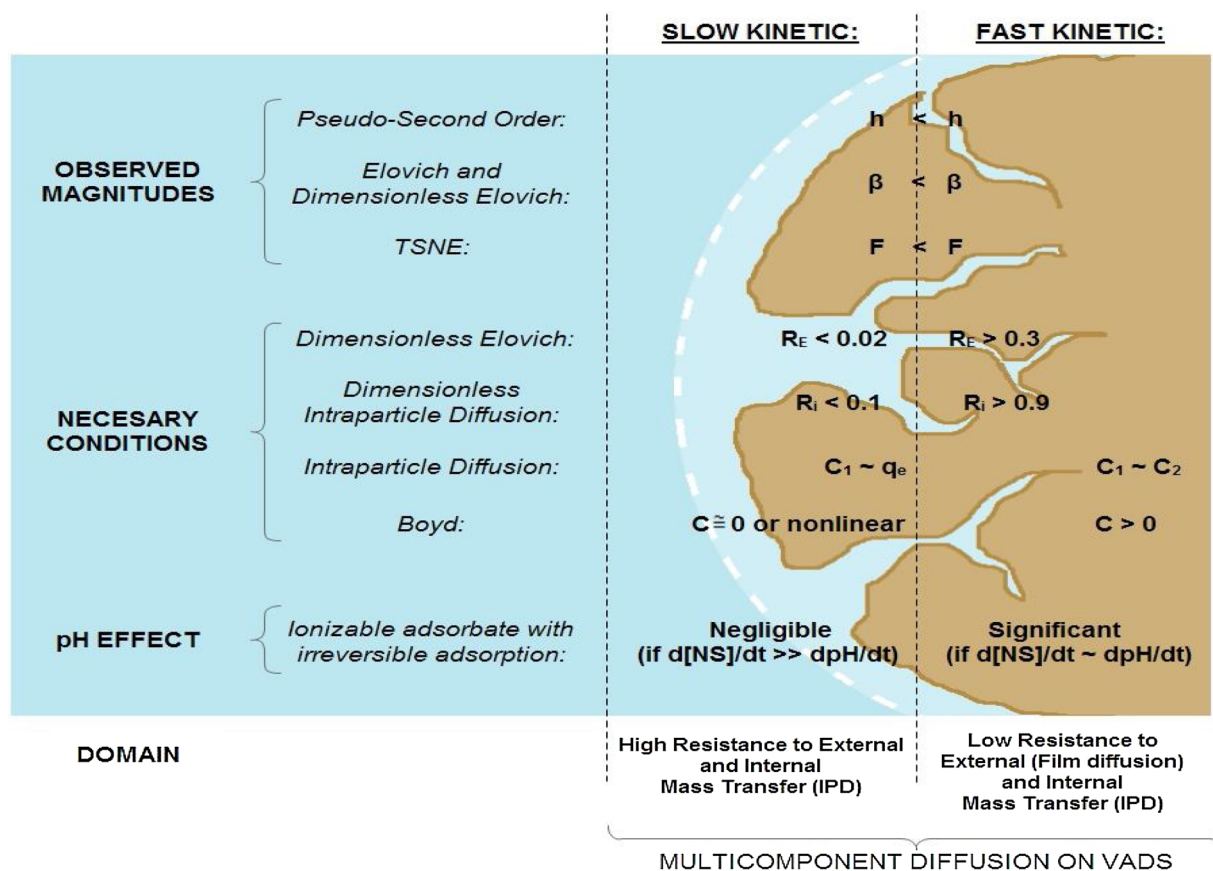 SLOW KINETIC:
FAST KINETIC:
OBSERVED
MAGNITUDES
Pseudo-Second Order:
h < h
Elovich and
Dimensionless Elovich:
β < β
TSNE:
F < F
NECESARY
CONDITIONS
Dimensionless Elovich:
R_E < 0.02
R_E > 0.3
Dimensionless
Intraparticle Diffusion:
R_i < 0.1
R_i > 0.9
Intraparticle Diffusion:
C₁ ~ qₑ
C₁ ~ C₂
Boyd:
C ≅ 0 or nonlinear
C > 0
pH EFFECT
Ionizable adsorbate with
irreversible adsorption:
Negligible
(if d[NS]/dt >> dpH/dt)
Significant
(if d[NS]/dt ~ dpH/dt)
DOMAIN
High Resistance to External
and Internal
Mass Transfer (IPD)
Low Resistance to
External (Film diffusion)
and Internal
Mass Transfer (IPD)
MULTICOMPONENT DIFFUSION ON VADS